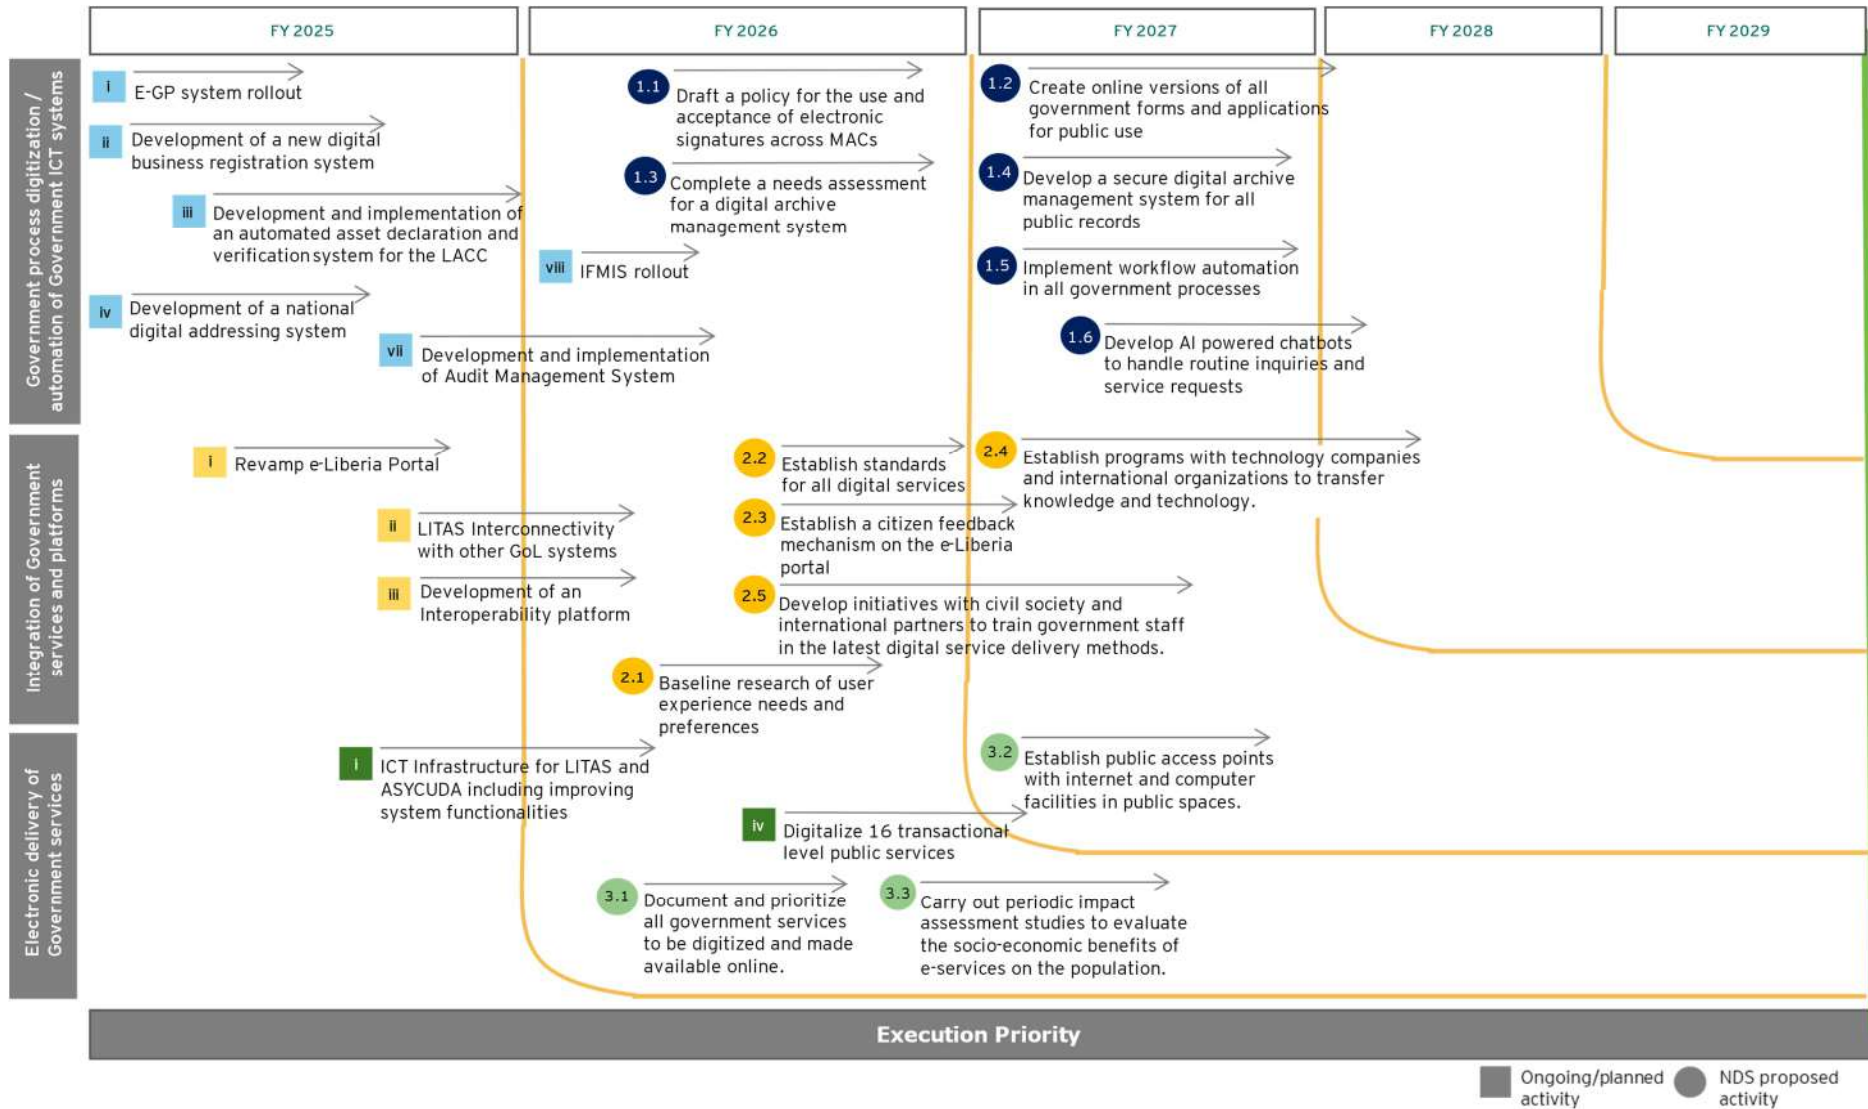 FY 2025
FY 2026
FY 2027
FY 2028
FY 2029
Government process digitization /
automation of Government ICT systems
i
E-GP system rollout
ii
Development of a new digital
business registration system
iii
Development and implementation of
an automated asset declaration and
verification system for the LACC
iv
Development of a national
digital addressing system
vii
Development and implementation
of Audit Management System
viii
IFMIS rollout
1.1
Draft a policy for the use and
acceptance of electronic
signatures across MACs
1.3
Complete a needs assessment
for a digital archive
management system
1.2
Create online versions of all
government forms and applications
for public use
1.4
Develop a secure digital archive
management system for all
public records
1.5
Implement workflow automation
in all government processes
1.6
Develop AI powered chatbots
to handle routine inquiries and
service requests
Integration of Government
services and platforms
i
Revamp e-Liberia Portal
ii
LITAS Interconnectivity
with other GoL systems
iii
Development of an
Interoperability platform
2.2
Establish standards
for all digital services
2.3
Establish a citizen feedback
mechanism on the e-Liberia
portal
2.5
Develop initiatives with civil society and
international partners to train government staff
in the latest digital service delivery methods.
2.1
Baseline research of user
experience needs and
preferences
2.4
Establish programs with technology companies
and international organizations to transfer
knowledge and technology.
Electronic delivery of
Government services
i
ICT Infrastructure for LITAS and
ASYCUDA including improving
system functionalities
iv
Digitalize 16 transactional
level public services
3.1
Document and prioritize
all government services
to be digitized and made
available online.
3.3
Carry out periodic impact
assessment studies to evaluate
the socio-economic benefits of
e-services on the population.
3.2
Establish public access points
with internet and computer
facilities in public spaces.
Execution Priority
Ongoing/planned
activity
NDS proposed
activity